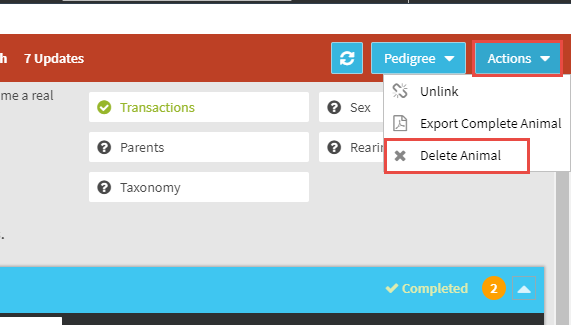 h 7 Updates Pedigree Actions
me a real
Transactions Sex
Unlink
Export Complete Animal
Parents Rearin
Delete Animal
Taxonomy
.
Completed 2